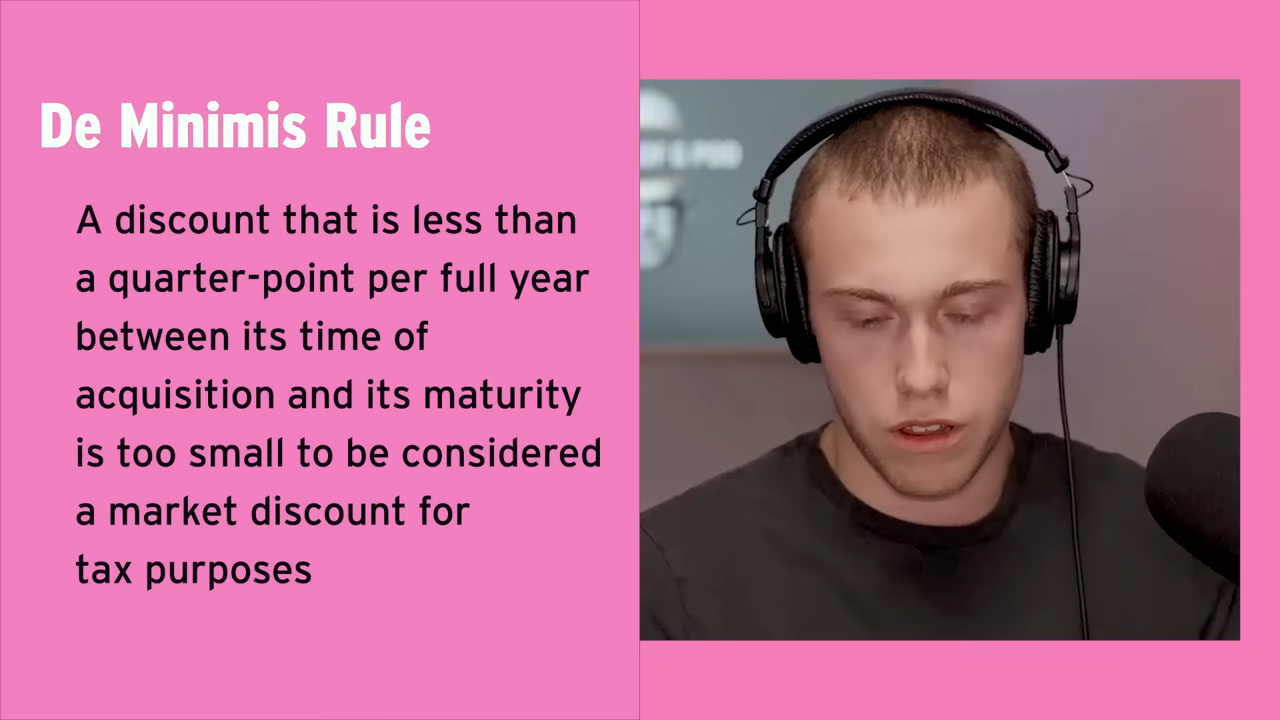 De Minimis Rule
A discount that is less than
a quarter-point per full year
between its time of
acquisition and its maturity
is too small to be considered
a market discount for
tax purposes